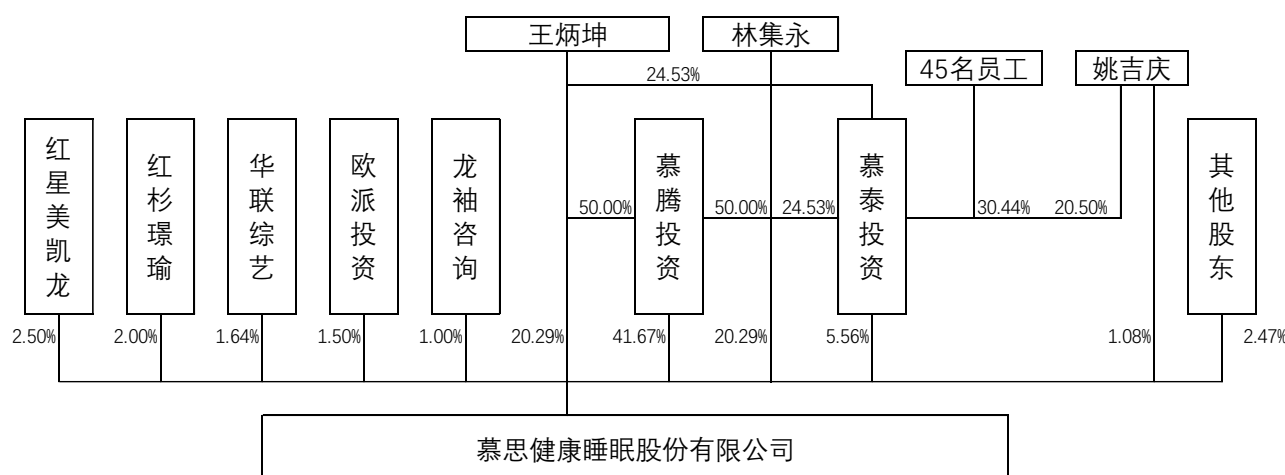 王炳坤
林集永
24.53%
45名员工
姚吉庆
红星美凯龙
红杉璟瑜
华联综艺
欧派投资
龙袖咨询
慕腾投资
慕泰投资
其他股东
50.00%
50.00%
24.53%
30.44%
20.50%
2.50%
2.00%
1.64%
1.50%
1.00%
20.29%
41.67%
20.29%
5.56%
1.08%
2.47%
慕思健康睡眠股份有限公司